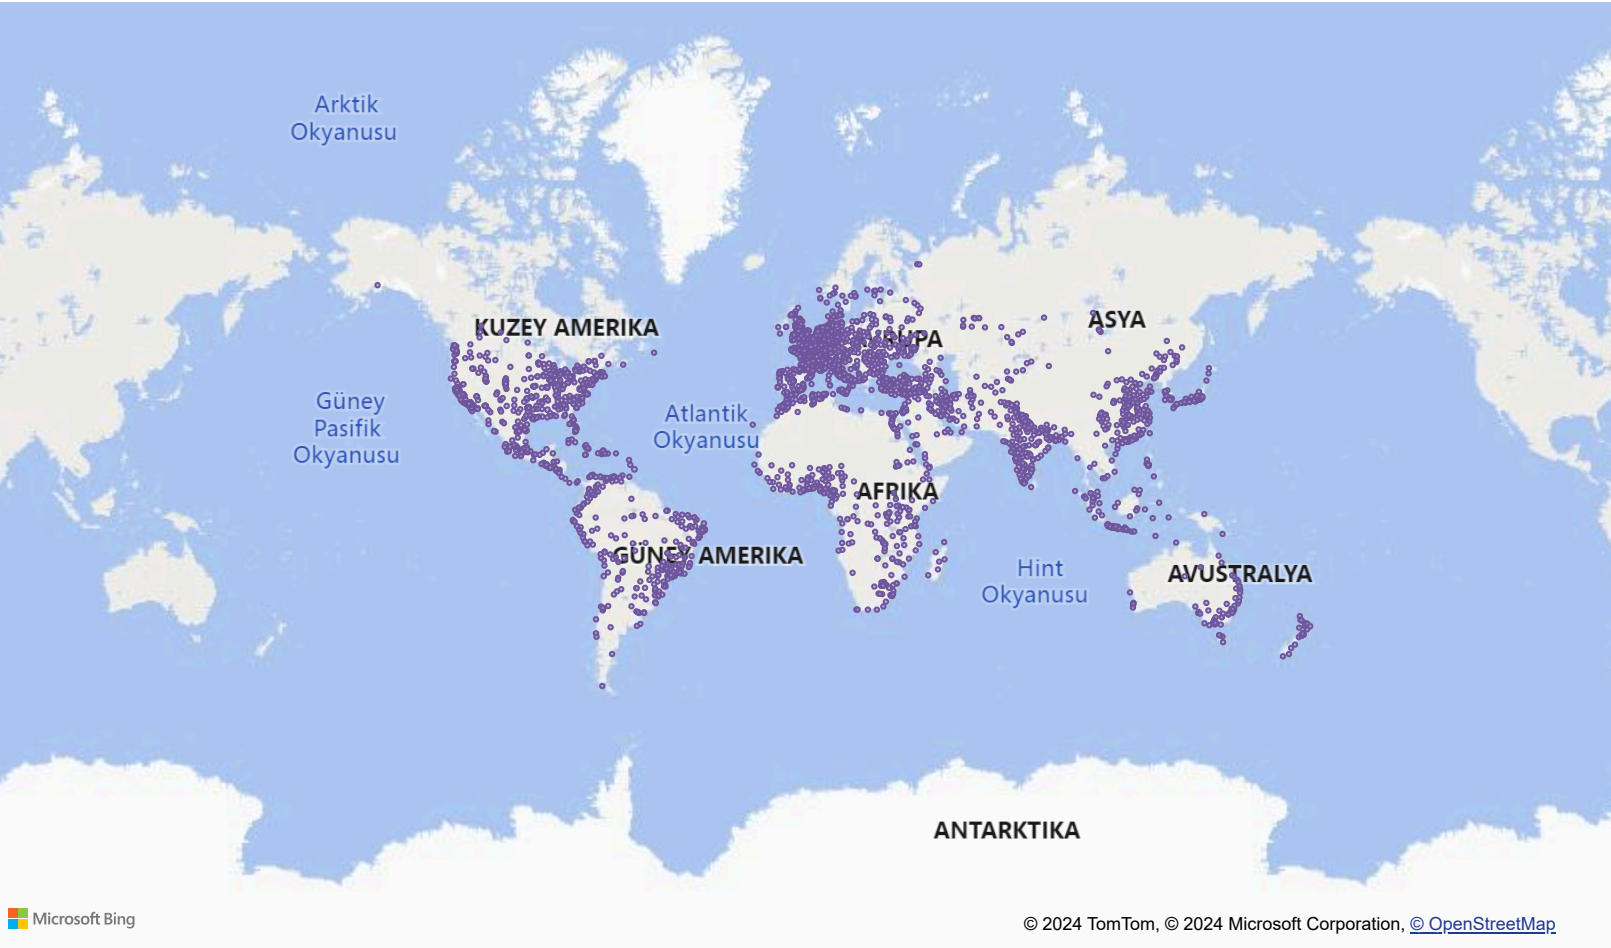 Arktik
Okyanusu
KUZEY AMERIKA
ASYA
Güney
Pasifik
Okyanusu
Atlantik
Okyanusu
AFRIKA
GÜNEY AMERIKA
Hint
Okyanusu
AVUSTRALYA
ANTARKTIKA
Microsoft Bing
© 2024 TomTom, © 2024 Microsoft Corporation, © OpenStreetMap